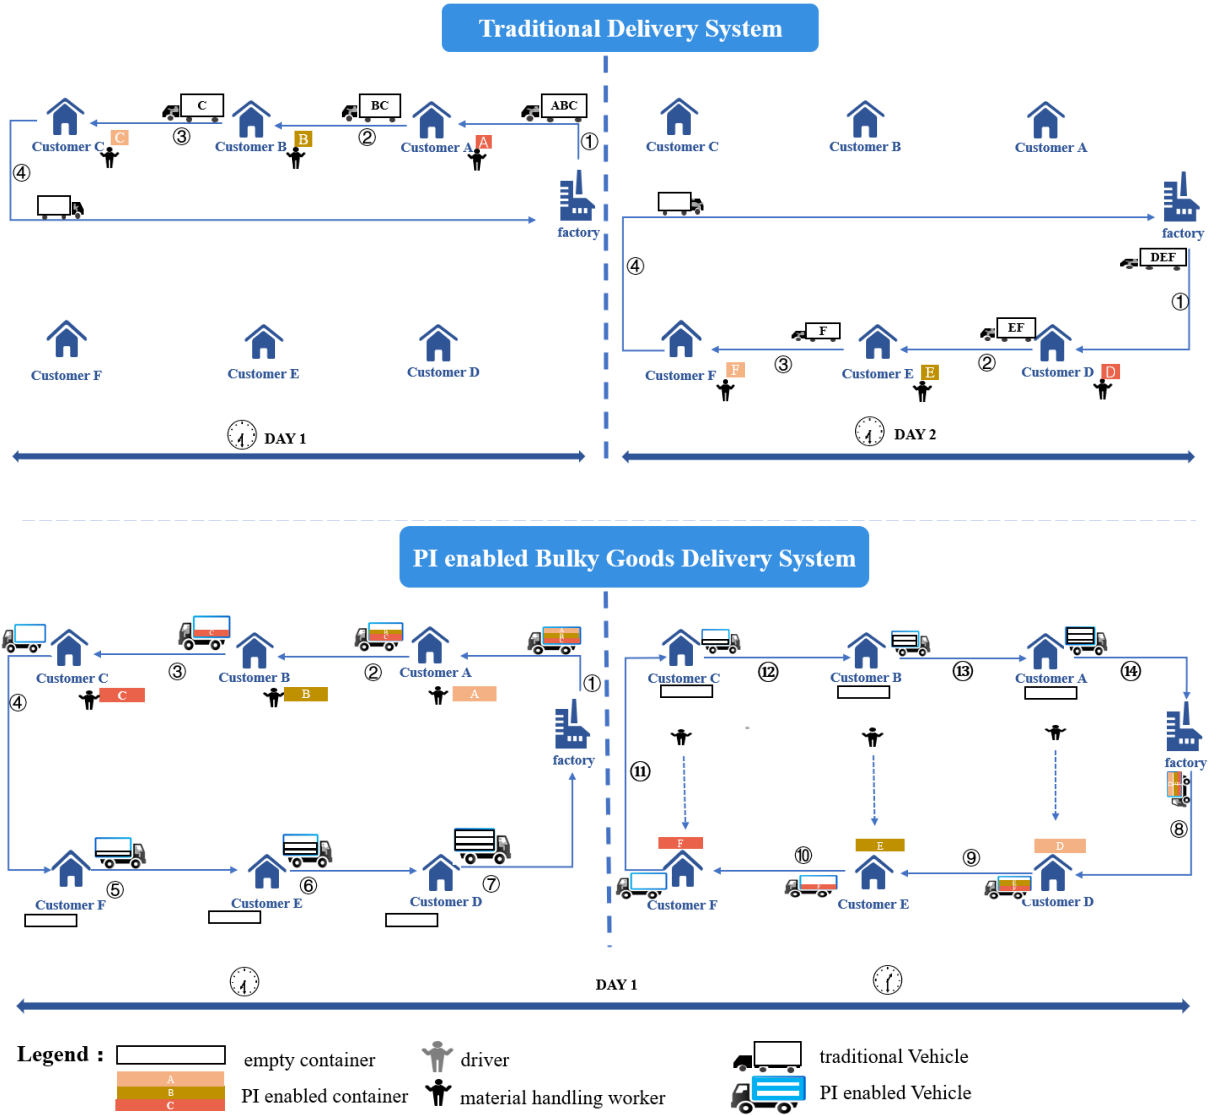 Traditional Delivery System
C
BC
ABC
Customer C
C
③
Customer B
B
②
Customer A
A
①
④
factory
Customer F
Customer E
Customer D
DAY 1
Customer C
Customer B
Customer A
factory
DEF
④
①
F
EF
Customer F
F
③
Customer E
E
②
Customer D
D
DAY 2
PI enabled Bulky Goods Delivery System
C
B
C
A
B
C
Customer C
③
Customer B
②
Customer A
①
C
B
A
④
factory
Customer F
⑤
Customer E
⑥
Customer D
⑦
Customer C
⑫
Customer B
⑬
Customer A
⑭
factory
⑪
⑧
F
E
D
⑩
⑨
Customer F
Customer E
Customer D
DAY 1
Legend :
empty container
driver
traditional Vehicle
A
B
C
PI enabled container
material handling worker
PI enabled Vehicle